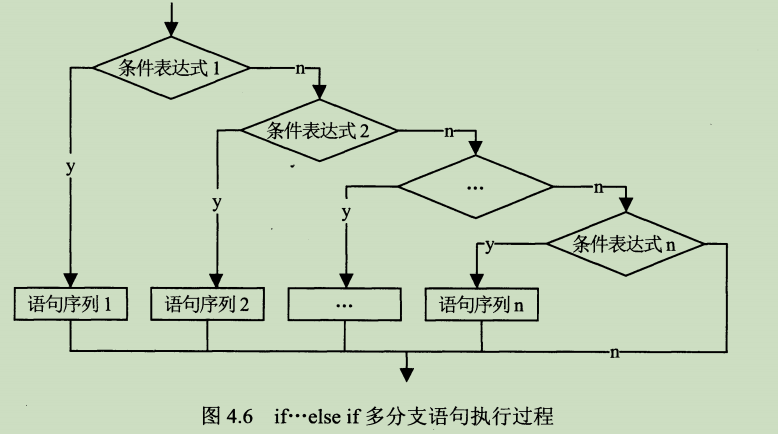 条件表达式 1
n
条件表达式 2
n
y
…
n
y
y
条件表达式 n
y
语句序列 1
语句序列 2
…
语句序列 n
n
图 4.6 if…else if 多分支语句执行过程